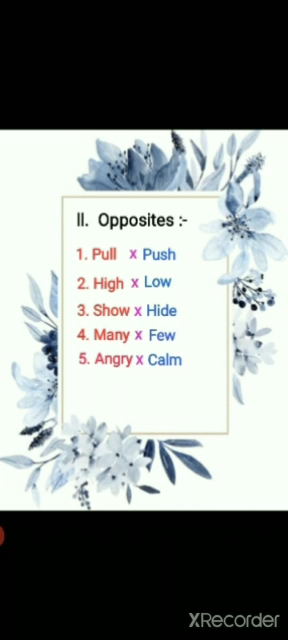 II. Opposites :-
1. Pull x Push
2. High x Low
3. Show x Hide
4. Many x Few
5. Angry x Calm
XRecorder